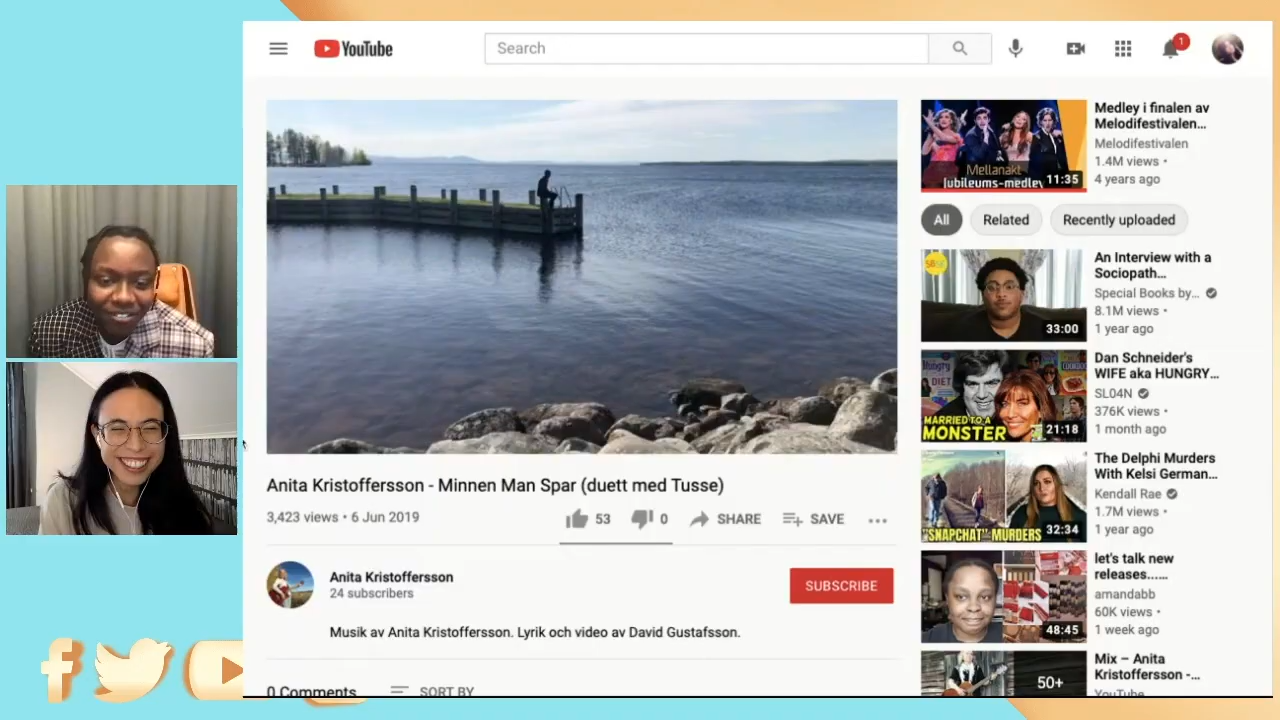 YouTube
Search
1
Anita Kristoffersson - Minnen Man Spar (duett med Tusse)
3,423 views • 6 Jun 2019
53
0
SHARE
SAVE
Anita Kristoffersson
24 subscribers
SUBSCRIBE
Musik av Anita Kristoffersson. Lyrik och video av David Gustafsson.
0 Comments
SORT BY
Mellanakt
Jubileums-medley
11:35
Medley i finalen av
Melodifestivalen...
Melodifestivalen
1.4M views •
4 years ago
All
Related
Recently uploaded
33:00
An Interview with a
Sociopath...
Special Books by...
8.1M views •
1 year ago
MARRIED TO A
MONSTER
21:18
Dan Schneider's
WIFE aka HUNGRY...
SL04N
376K views •
1 month ago
"SNAPCHAT" MURDERS
32:34
The Delphi Murders
With Kelsi German...
Kendall Rae
1.7M views •
1 year ago
48:45
let's talk new
releases......
amandabb
60K views •
1 week ago
50+
Mix – Anita
Kristoffersson -...
YouTube